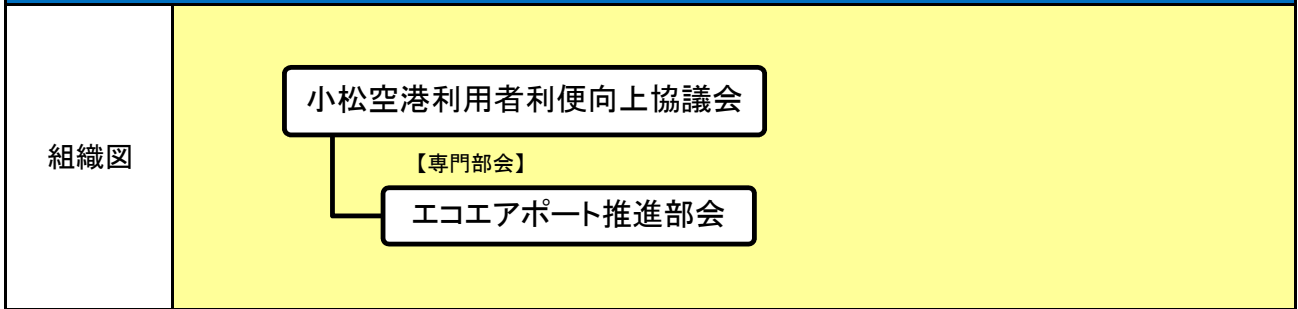 組織図
小松空港利用者利便向上協議会
【専門部会】
エコエアポート推進部会